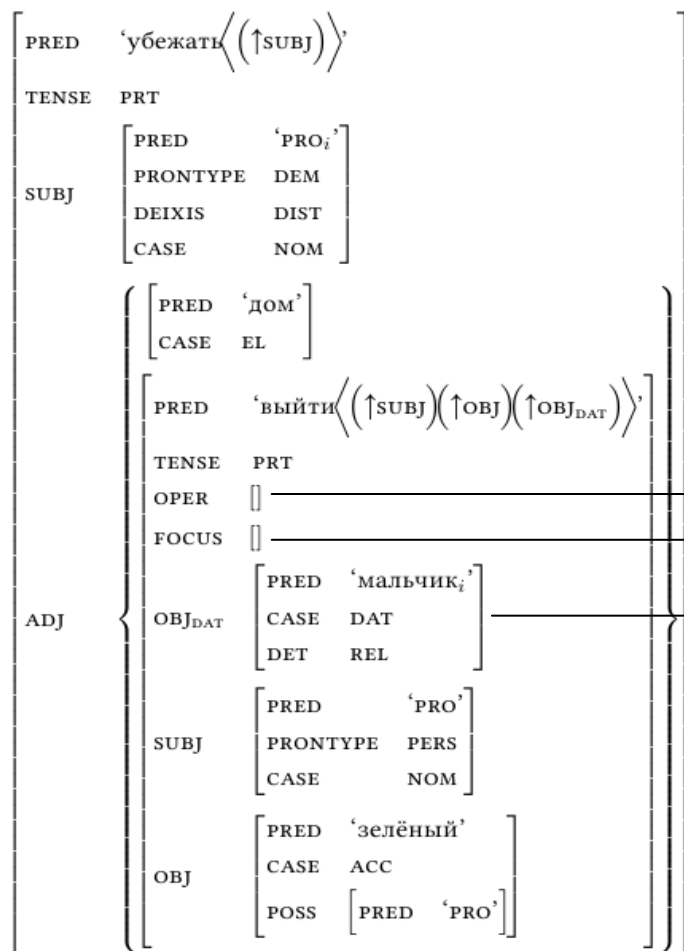 PRED ‘убежать⟨(↑SUBJ)⟩’
TENSE PRT
SUBJ
PRED ‘PROi’
PRONTYPE DEM
DEIXIS DIST
CASE NOM
ADJ
PRED ‘дом’
CASE EL
PRED ‘выйти⟨(↑SUBJ)(↑OBJ)(↑OBJDAT)⟩’
TENSE PRT
OPER []
FOCUS []
OBJDAT
PRED ‘мальчикi’
CASE DAT
DET REL
SUBJ
PRED ‘PRO’
PRONTYPE PERS
CASE NOM
OBJ
PRED ‘зелёный’
CASE ACC
POSS [PRED ‘PRO’]